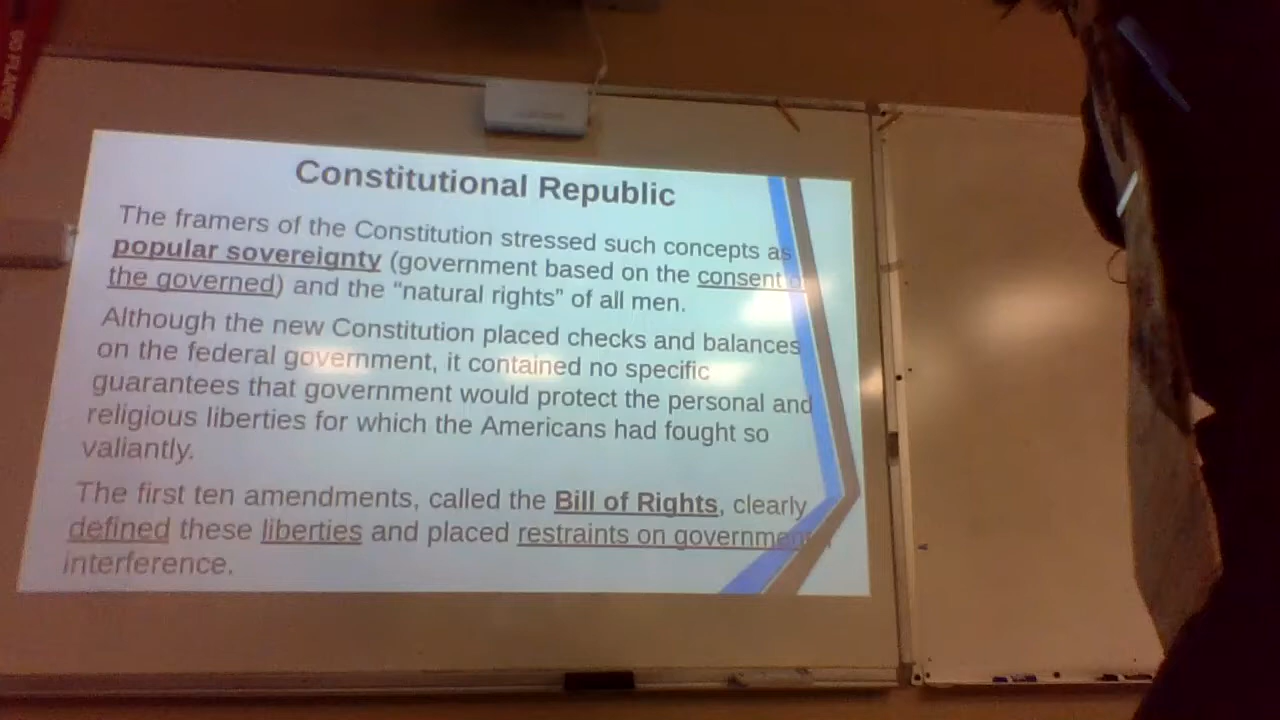 Constitutional Republic
The framers of the Constitution stressed such concepts as
popular sovereignty (government based on the consent
the governed) and the “natural rights” of all men.
Although the new Constitution placed checks and balances
on the federal government, it contained no specific
guarantees that government would protect the personal and
religious liberties for which the Americans had fought so
valiantly.
The first ten amendments, called the Bill of Rights, clearly
defined these liberties and placed restraints on government
interference.